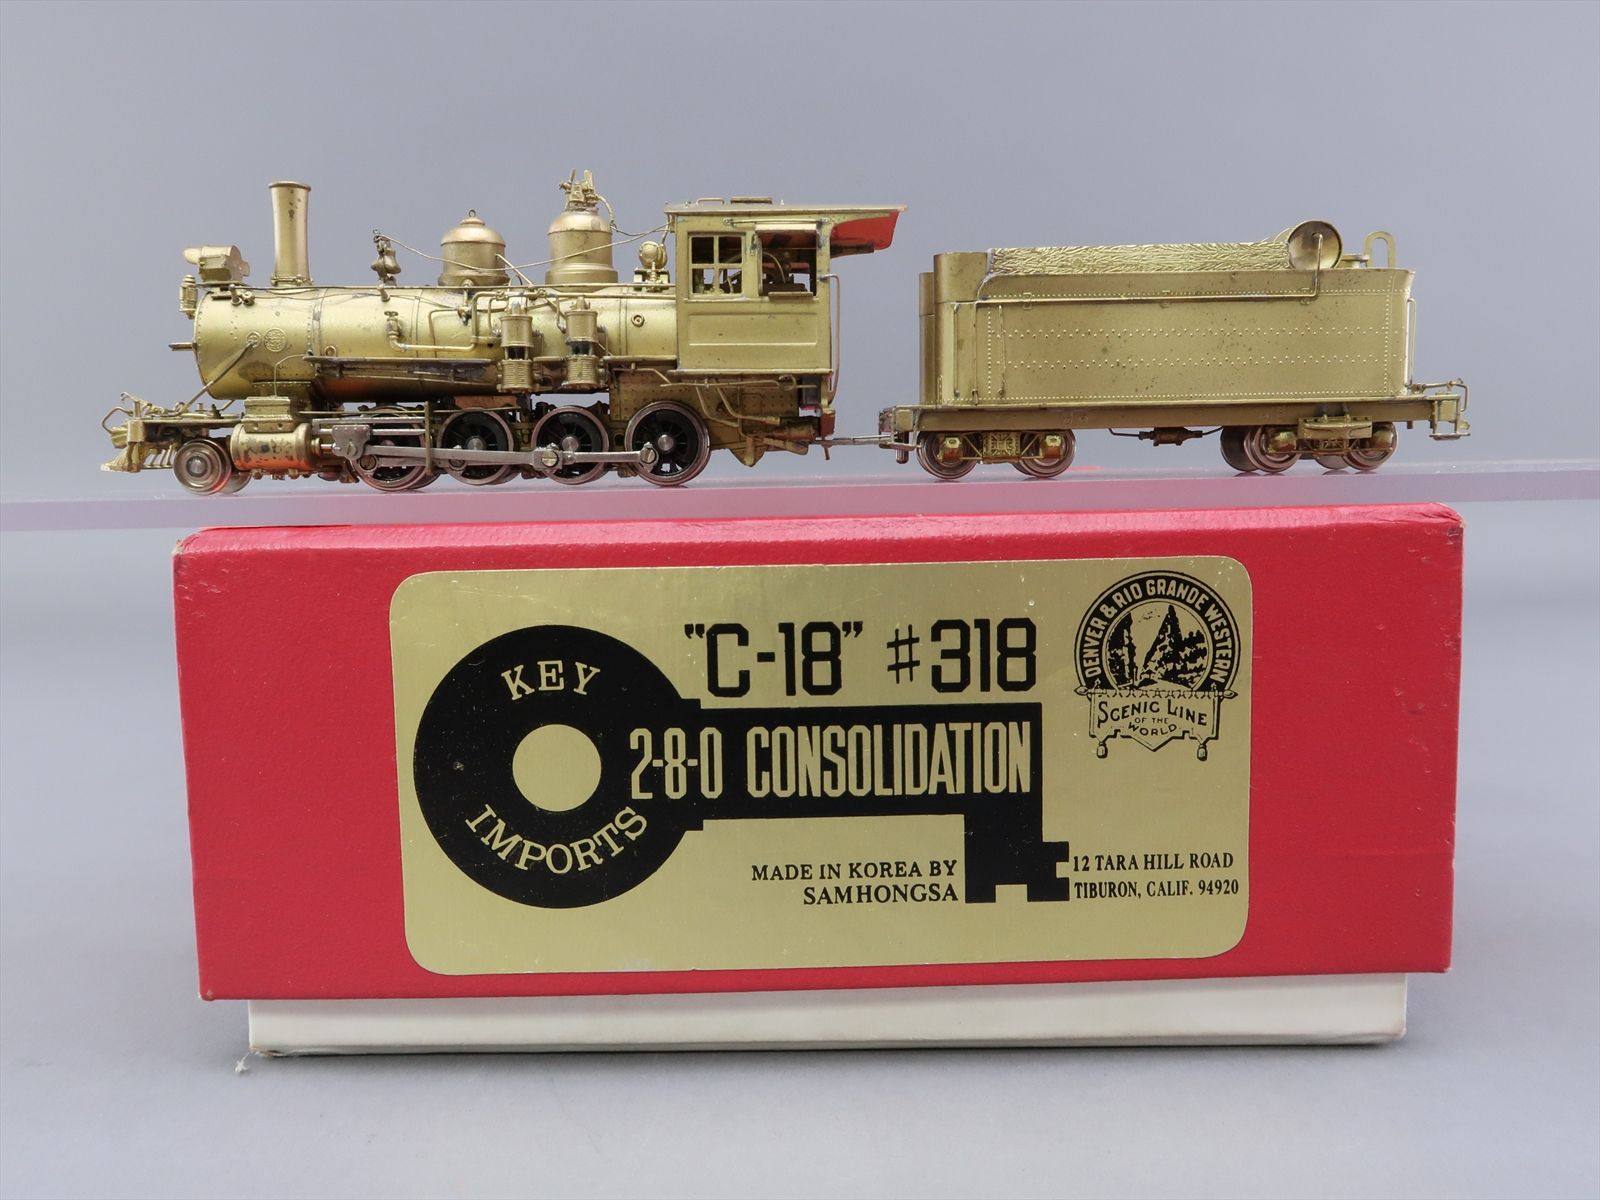 "C-18" #318
KEY
IMPORTS
2-8-0 CONSOLIDATION
DENVER & RIO GRANDE WESTERN
SCENIC LINE
OF THE
WORLD
MADE IN KOREA BY
SAMHONGSA
12 TARA HILL ROAD
TIBURON, CALIF. 94920